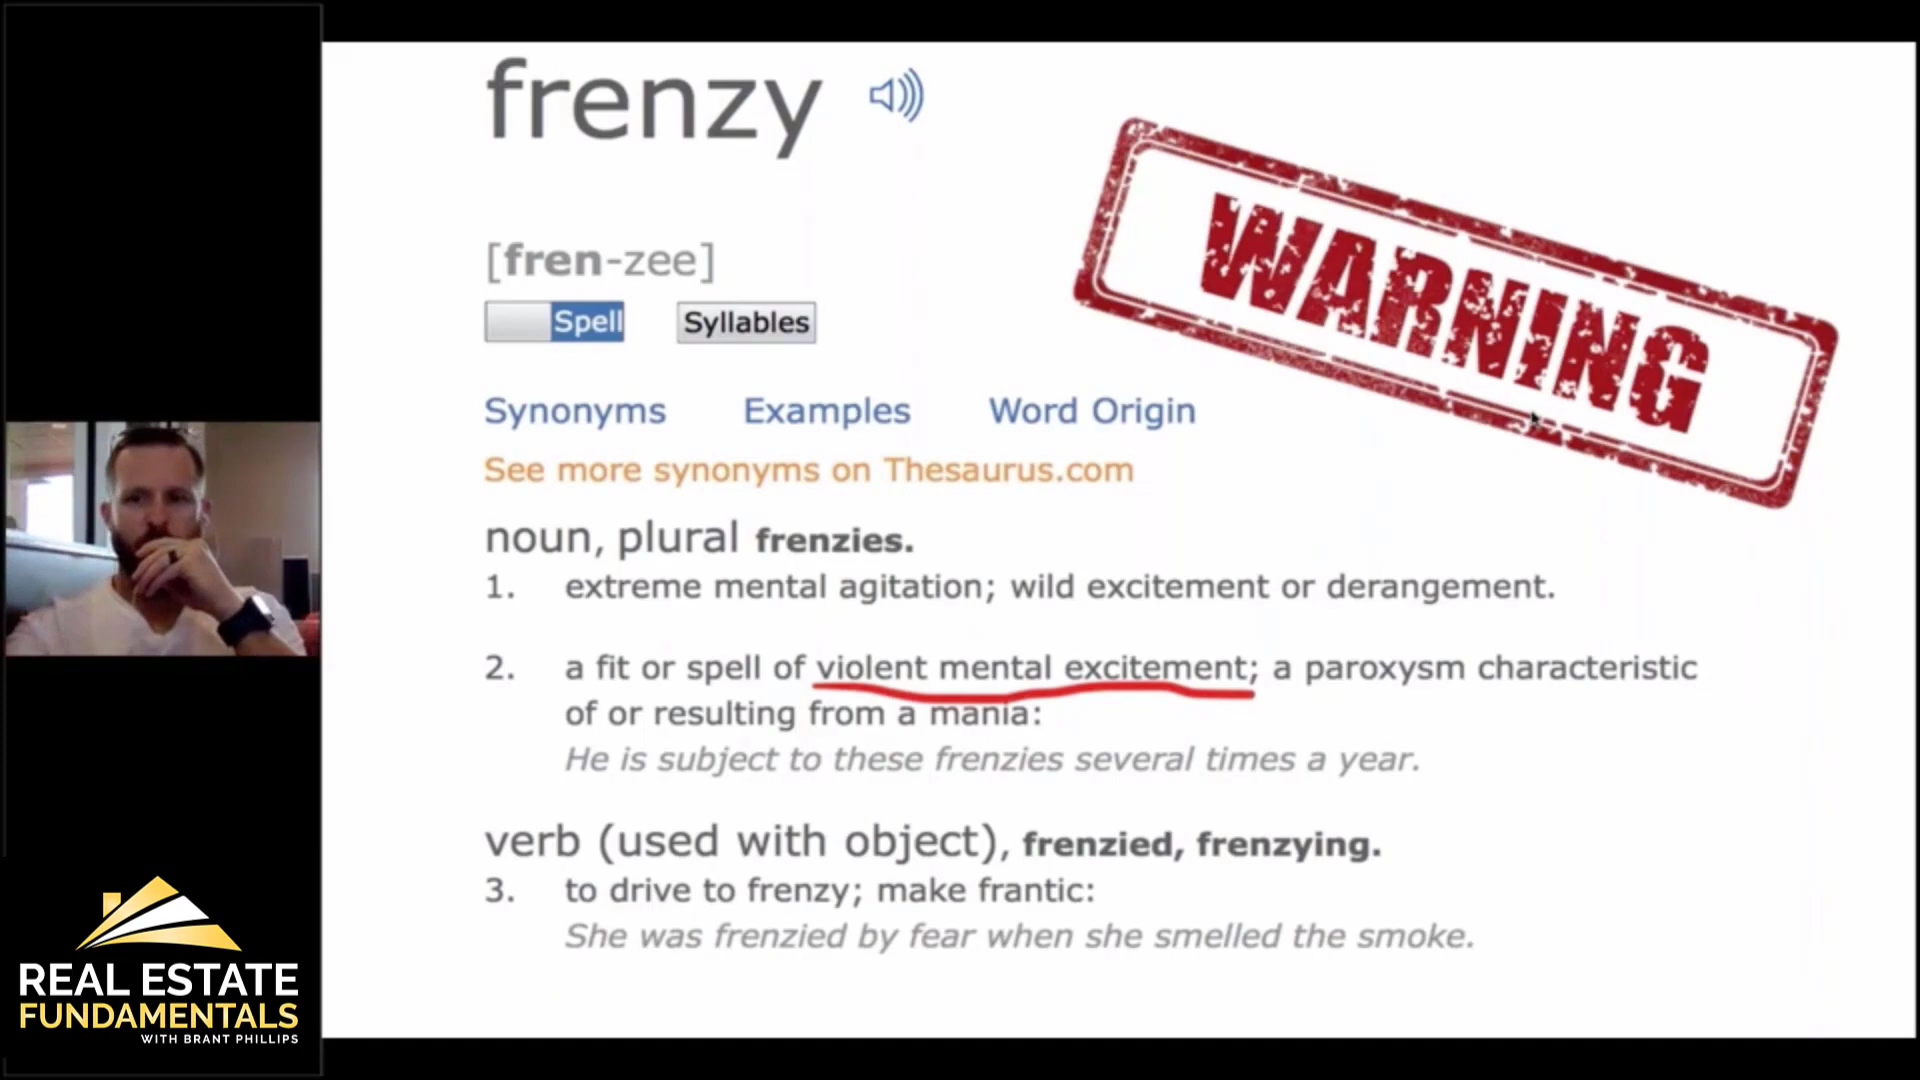 frenzy
[fren-zee]
Spell Syllables
Synonyms Examples Word Origin
See more synonyms on Thesaurus.com
WARNING
noun, plural frenzies.
1. extreme mental agitation; wild excitement or derangement.
2. a fit or spell of violent mental excitement; a paroxysm characteristic
of or resulting from a mania:
He is subject to these frenzies several times a year.
verb (used with object), frenzied, frenzying.
3. to drive to frenzy; make frantic:
She was frenzied by fear when she smelled the smoke.
REAL ESTATE
FUNDAMENTALS
WITH BRANT PHILLIPS